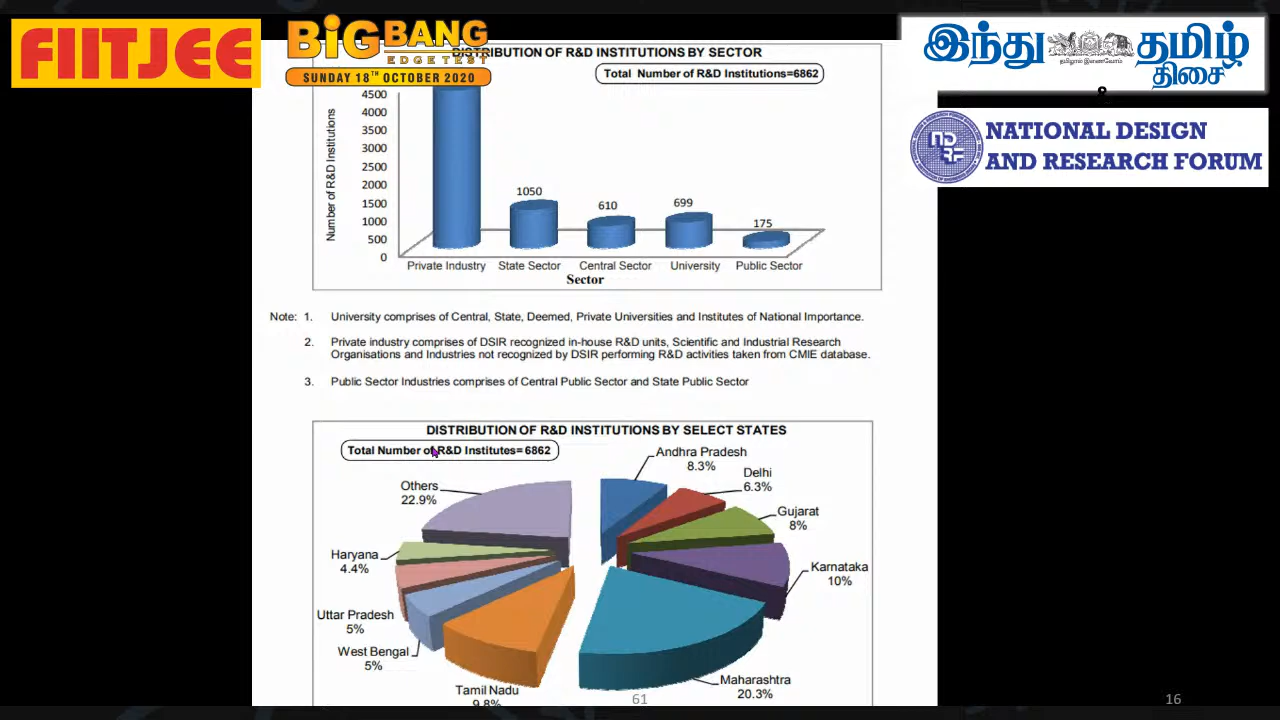 FIITJEE
BiGBANG
EDGE TEST
SUNDAY 18TH OCTOBER 2020
இந்து தமிழ் திசை
NATIONAL DESIGN
AND RESEARCH FORUM
DISTRIBUTION OF R&D INSTITUTIONS BY SECTOR
Total Number of R&D Institutions=6862
Number of R&D Institutions
4500
4000
3500
3000
2500
2000
1500
1000
500
0
1050
610
699
175
Private Industry State Sector Central Sector University Public Sector
Sector
Note: 1. University comprises of Central, State, Deemed, Private Universities and Institutes of National Importance.
2. Private industry comprises of DSIR recognized in-house R&D units, Scientific and Industrial Research
Organisations and Industries not recognized by DSIR performing R&D activities taken from CMIE database.
3. Public Sector Industries comprises of Central Public Sector and State Public Sector
DISTRIBUTION OF R&D INSTITUTIONS BY SELECT STATES
Total Number of R&D Institutes= 6862
Andhra Pradesh
8.3%
Delhi
6.3%
Gujarat
8%
Karnataka
10%
Maharashtra
20.3%
Tamil Nadu
9.8%
West Bengal
5%
Uttar Pradesh
5%
Haryana
4.4%
Others
22.9%
61
16